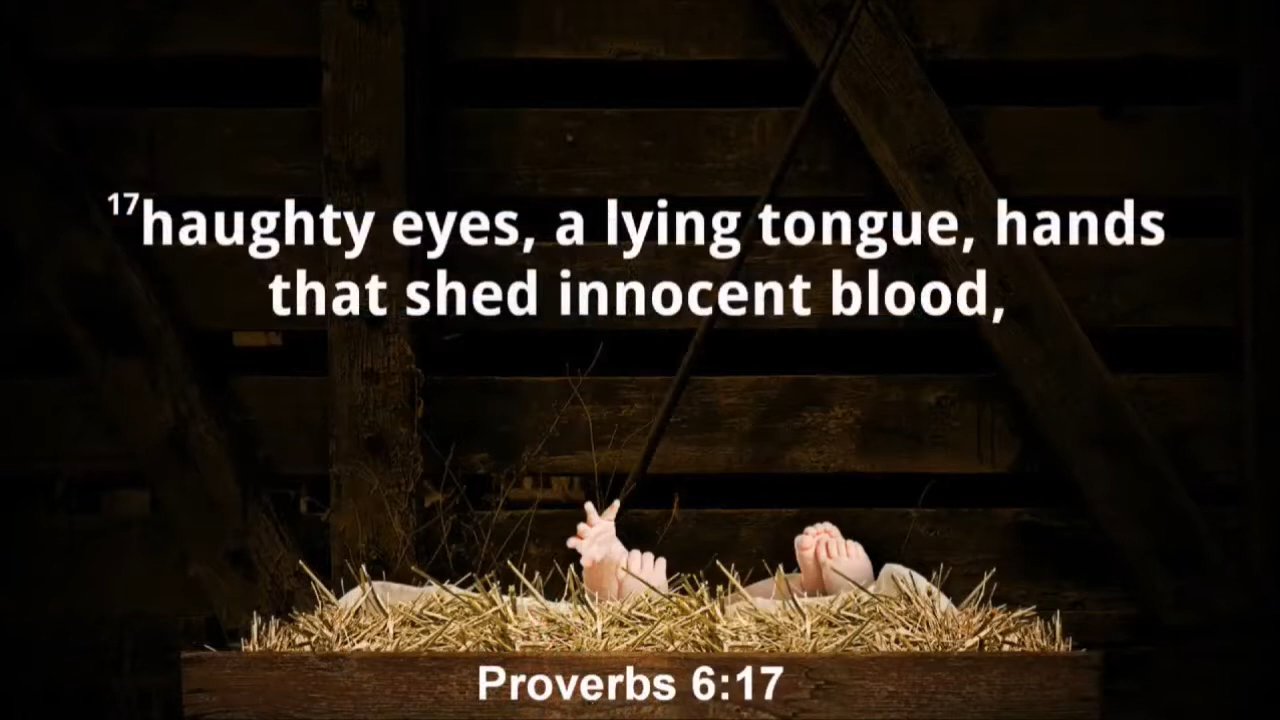 17haughty eyes, a lying tongue, hands
that shed innocent blood,
Proverbs 6:17